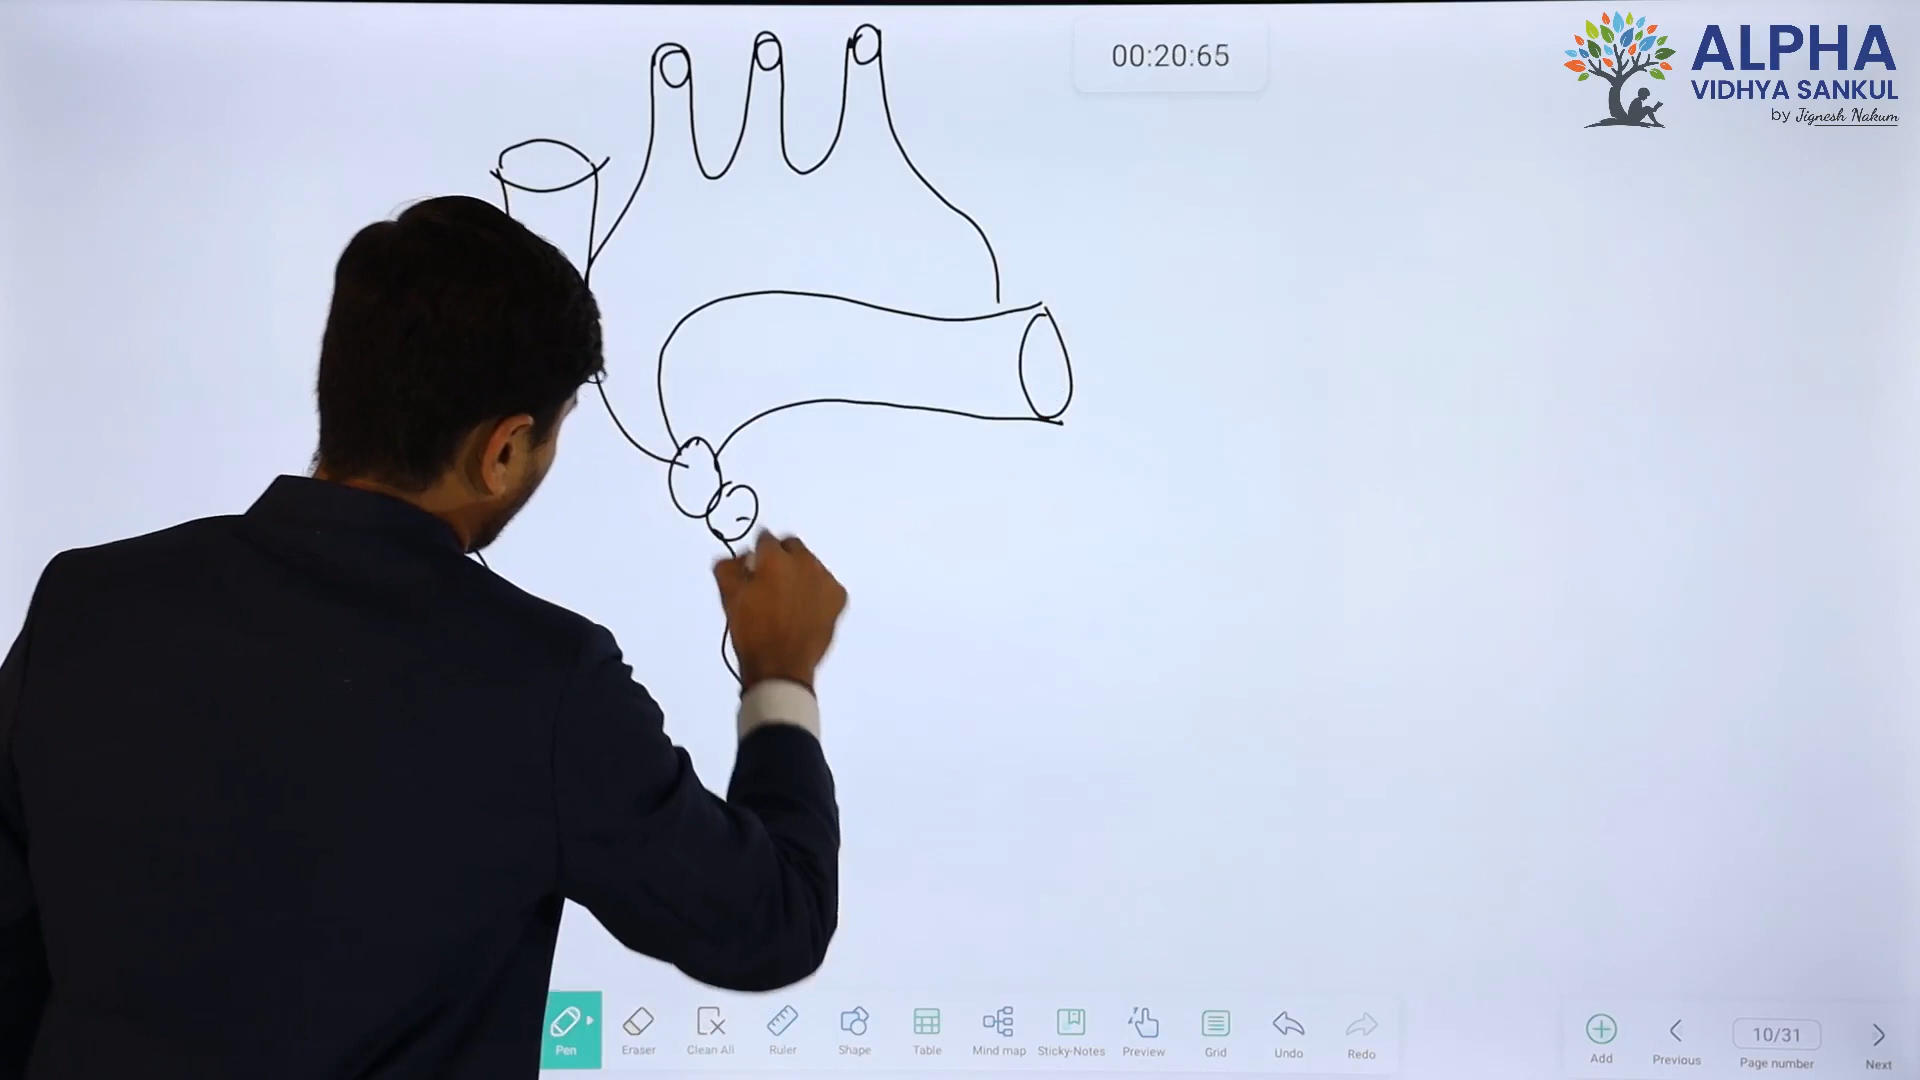 00:20:65
ALPHA
VIDHYA SANKUL
by Jignesh Nakum
Pen
Eraser
Clean All
Ruler
Shape
Table
Mind map
Sticky-Notes
Preview
Grid
Undo
Redo
Add
Previous
10/31
Page number
Next